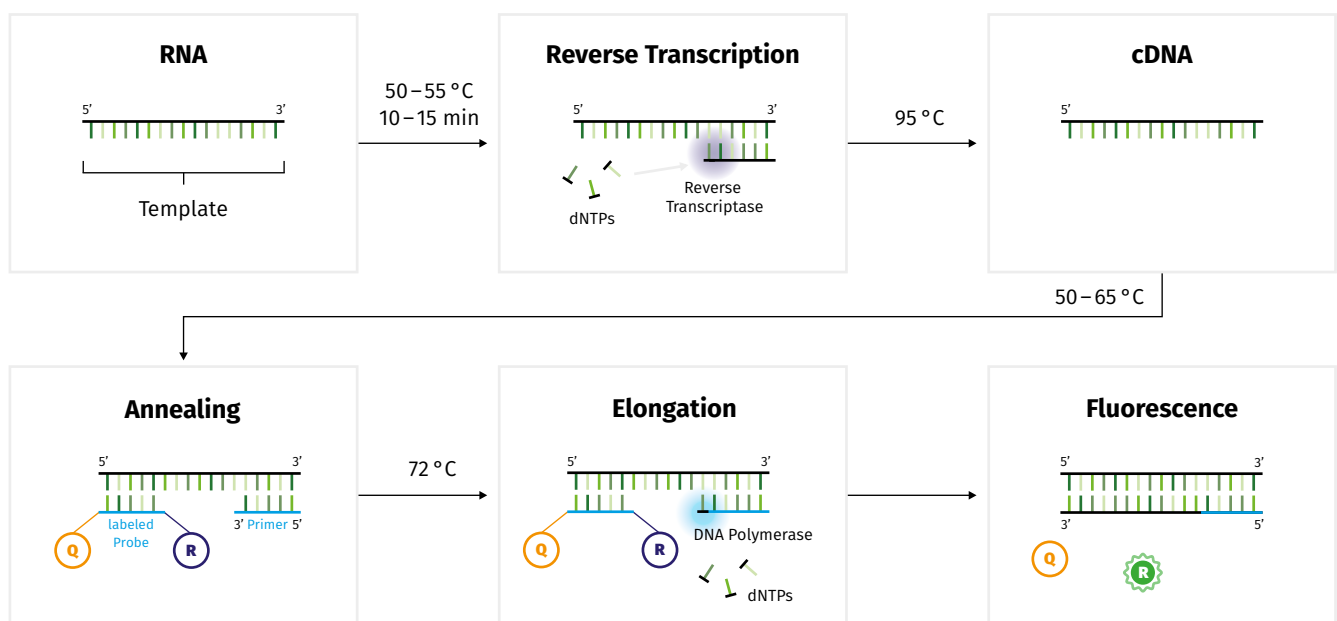 RNA
5’
3’
Template
50–55 °C
10–15 min
Reverse Transcription
5’
3’
dNTPs
Reverse
Transcriptase
95 °C
cDNA
5’
3’
50–65 °C
Annealing
5’
3’
labeled
Probe
3’ Primer 5’
Q
R
72 °C
Elongation
5’
3’
Q
R
DNA Polymerase
dNTPs
Fluorescence
5’
3’
3’
5’
Q
R